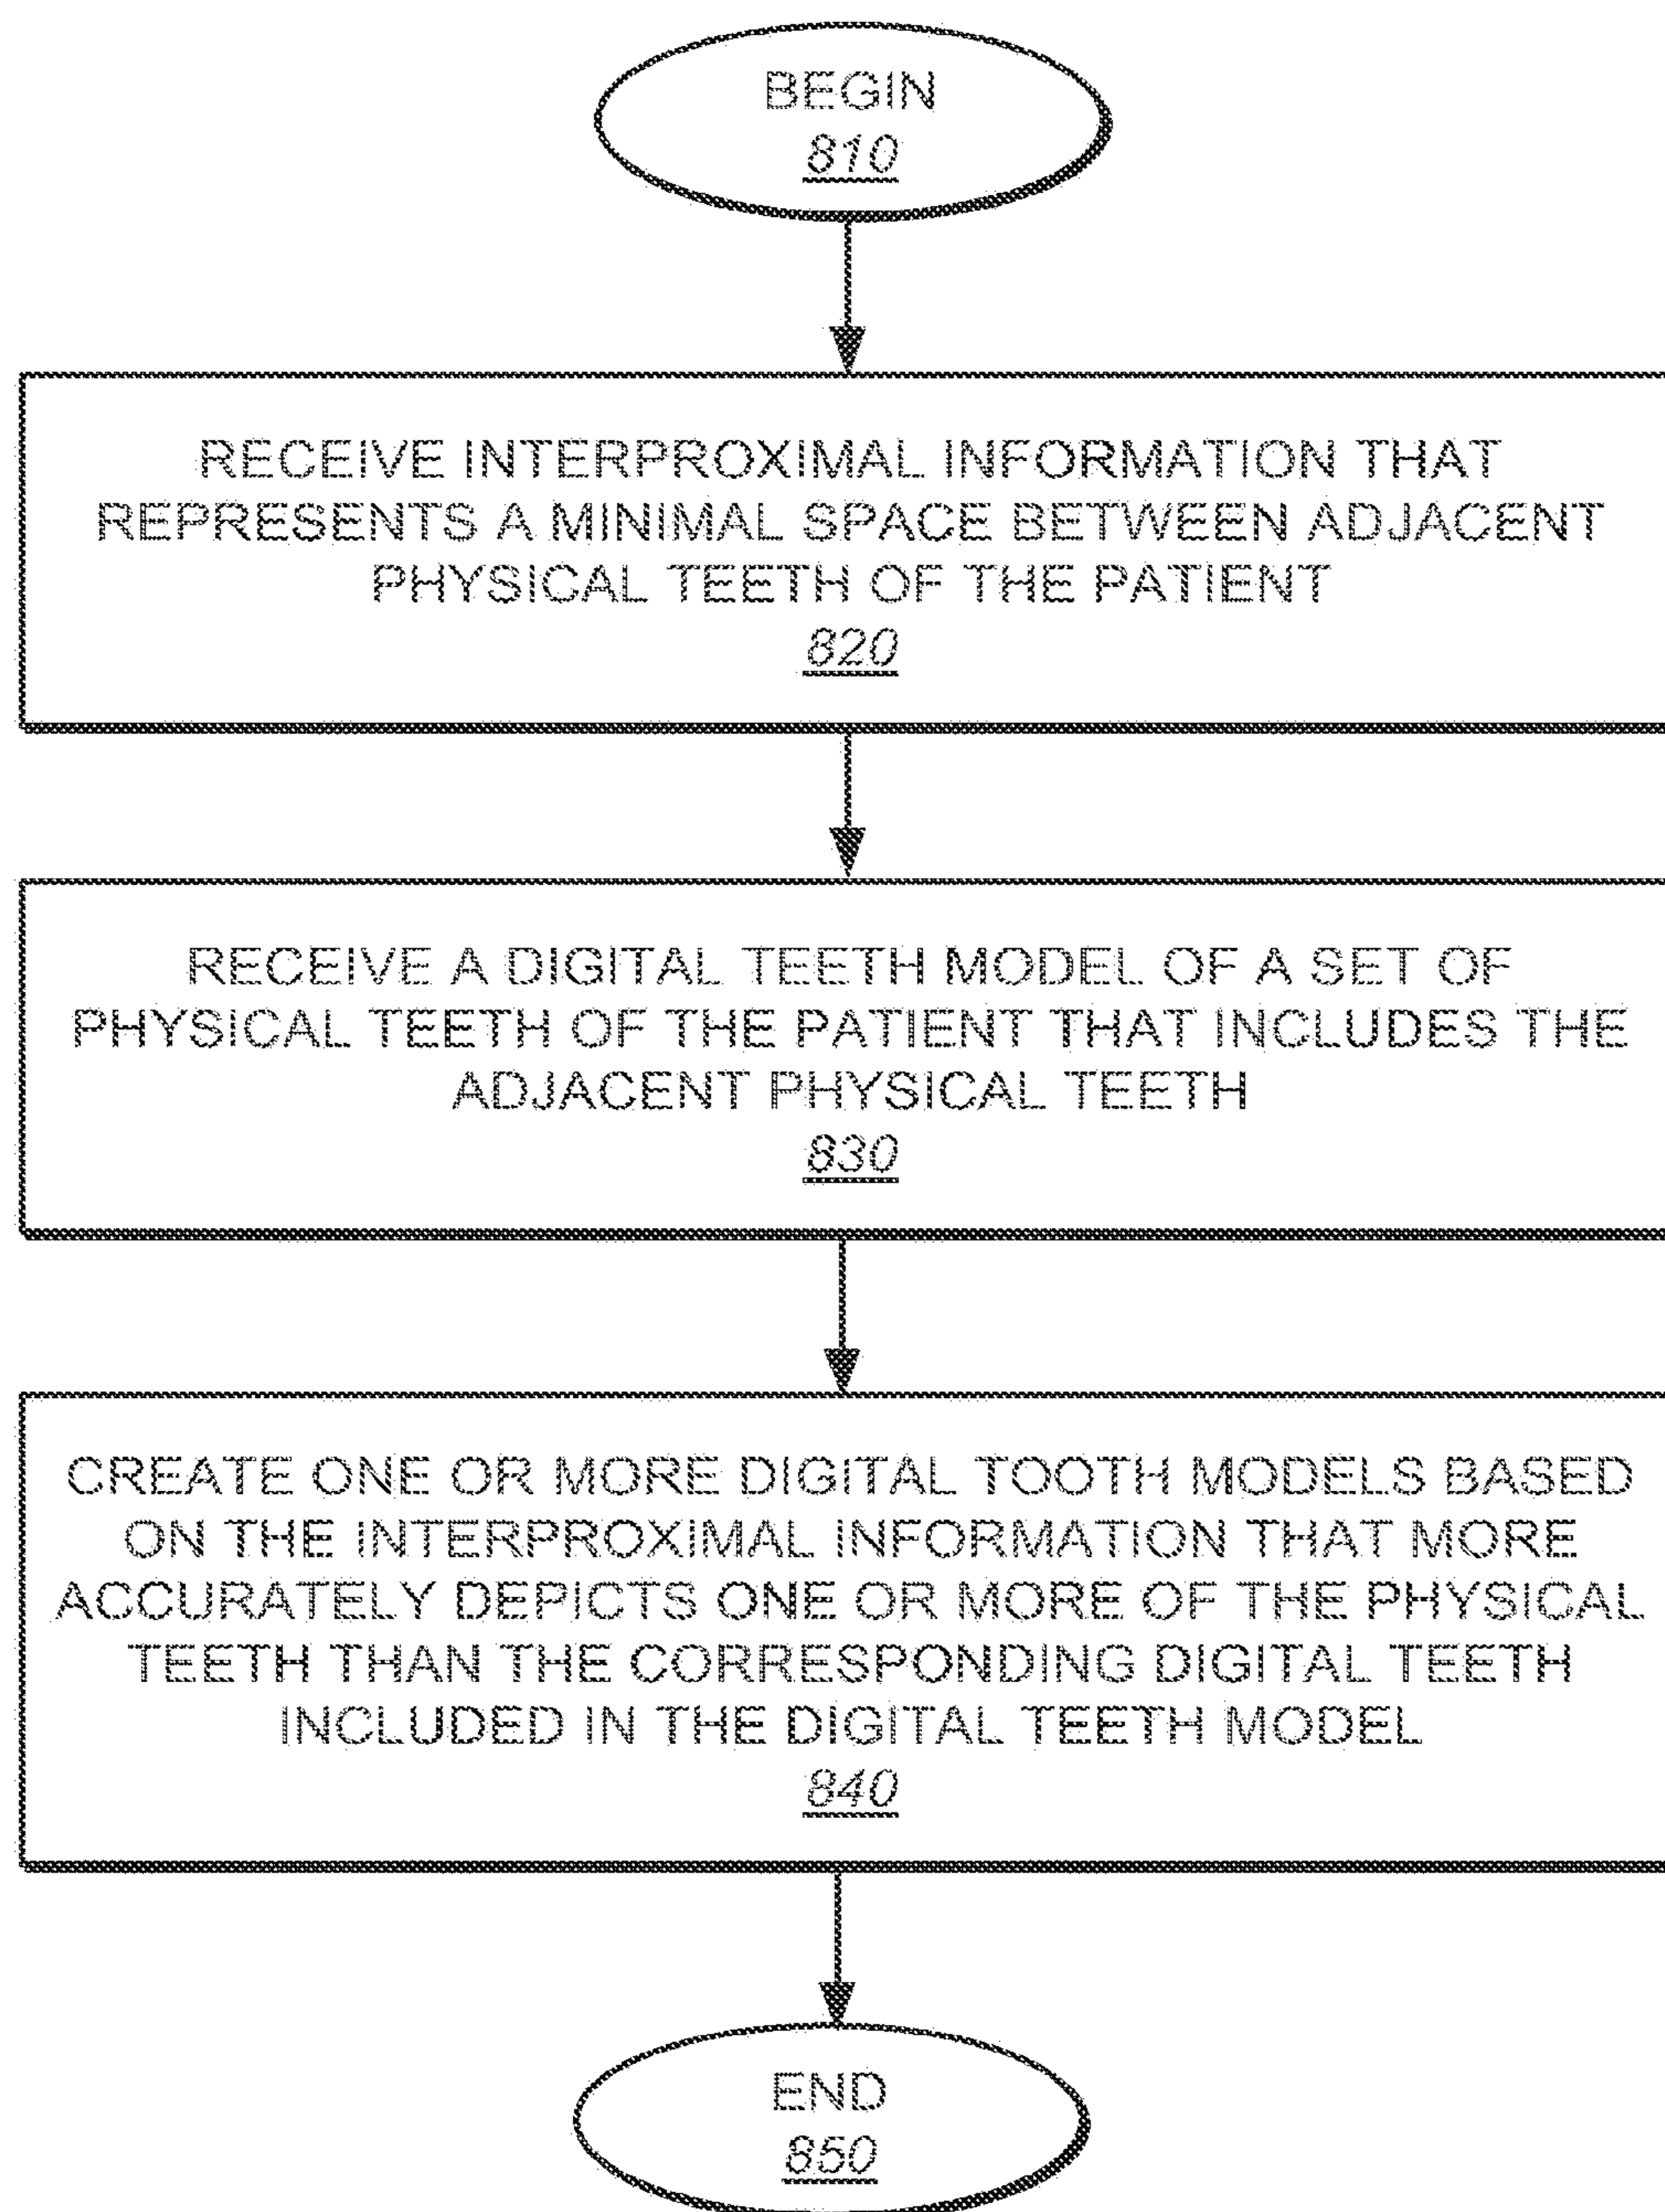 BEGIN
810
RECEIVE INTERPROXIMAL INFORMATION THAT
REPRESENTS A MINIMAL SPACE BETWEEN ADJACENT
PHYSICAL TEETH OF THE PATIENT
820
RECEIVE A DIGITAL TEETH MODEL OF A SET OF
PHYSICAL TEETH OF THE PATIENT THAT INCLUDES THE
ADJACENT PHYSICAL TEETH
830
CREATE ONE OR MORE DIGITAL TOOTH MODELS BASED
ON THE INTERPROXIMAL INFORMATION THAT MORE
ACCURATELY DEPICTS ONE OR MORE OF THE PHYSICAL
TEETH THAN THE CORRESPONDING DIGITAL TEETH
INCLUDED IN THE DIGITAL TEETH MODEL
840
END
850